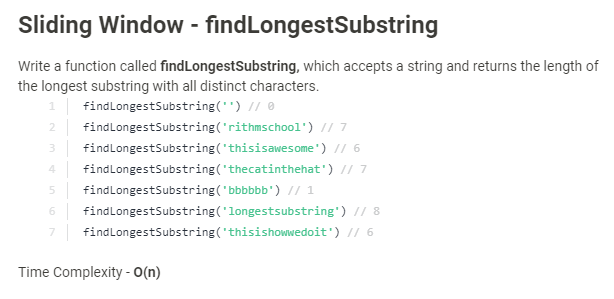 Sliding Window - findLongestSubstring
Write a function called findLongestSubstring, which accepts a string and returns the length of
the longest substring with all distinct characters.
1 findLongestSubstring('') // 0
2 findLongestSubstring('rithmschool') // 7
3 findLongestSubstring('thisisawesome') // 6
4 findLongestSubstring('thecatinthehat') // 7
5 findLongestSubstring('bbbbbb') // 1
6 findLongestSubstring('longestsubstring') // 8
7 findLongestSubstring('thisishowwedoit') // 6
Time Complexity - O(n)